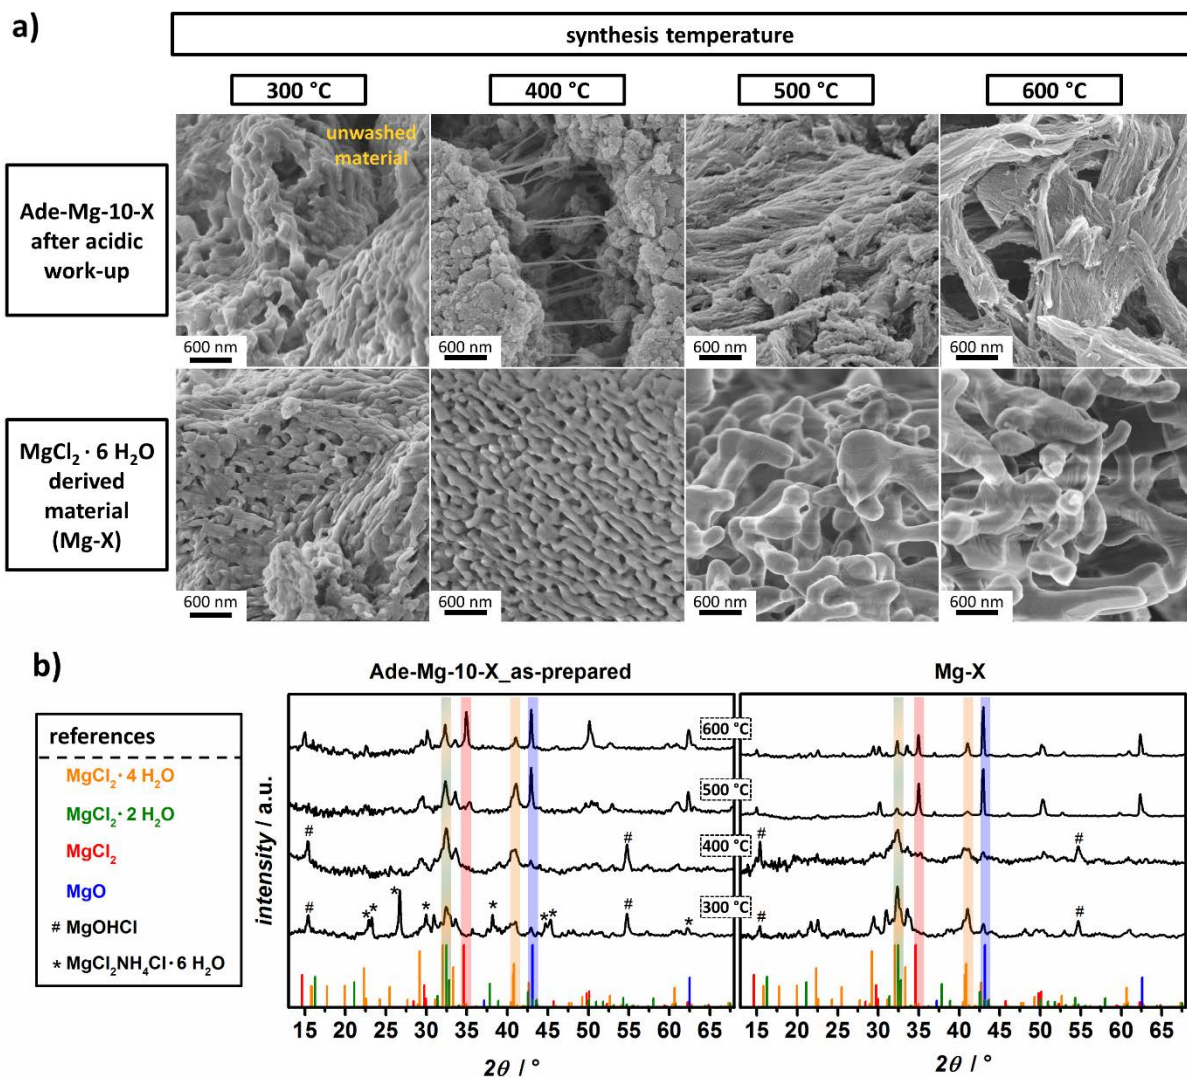 a)
synthesis temperature
300 °C
400 °C
500 °C
600 °C
Ade-Mg-10-X
after acidic
work-up
unwashed
material
600 nm
600 nm
600 nm
600 nm
MgCl₂ · 6 H₂O
derived
material
(Mg-X)
600 nm
600 nm
600 nm
600 nm
b)
references
MgCl₂ · 4 H₂O
MgCl₂ · 2 H₂O
MgCl₂
MgO
# MgOHCl
* MgCl₂NH₄Cl · 6 H₂O
Ade-Mg-10-X_as-prepared
Mg-X
intensity / a.u.
600 °C
500 °C
400 °C
300 °C
# #
# #
# #
# #
* * * * * * * *
15 20 25 30 35 40 45 50 55 60 65
2θ / °
15 20 25 30 35 40 45 50 55 60 65
2θ / °